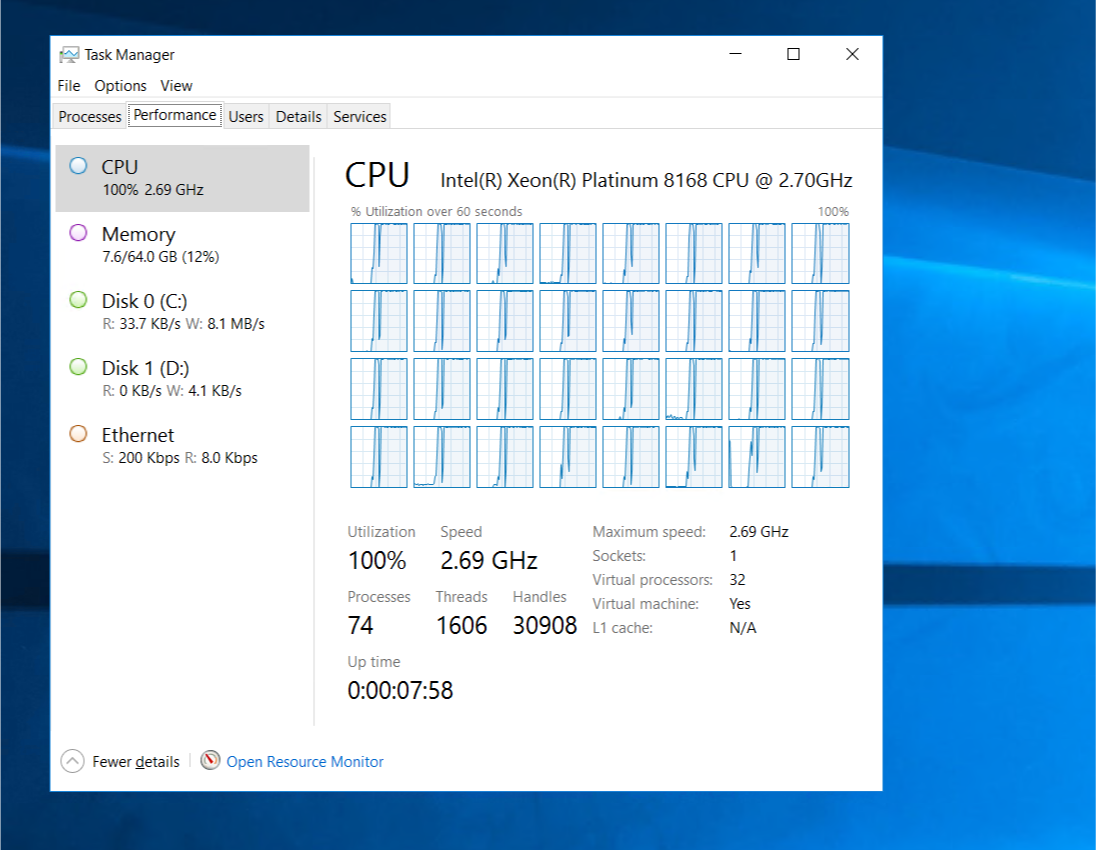 Task Manager
File Options View
Processes Performance Users Details Services
CPU
100% 2.69 GHz
Memory
7.6/64.0 GB (12%)
Disk 0 (C:)
R: 33.7 KB/s W: 8.1 MB/s
Disk 1 (D:)
R: 0 KB/s W: 4.1 KB/s
Ethernet
S: 200 Kbps R: 8.0 Kbps
CPU Intel(R) Xeon(R) Platinum 8168 CPU @ 2.70GHz
% Utilization over 60 seconds 100%
Utilization Speed
100% 2.69 GHz
Processes Threads Handles
74 1606 30908
Up time
0:00:07:58
Maximum speed: 2.69 GHz
Sockets: 1
Virtual processors: 32
Virtual machine: Yes
L1 cache: N/A
Fewer details Open Resource Monitor